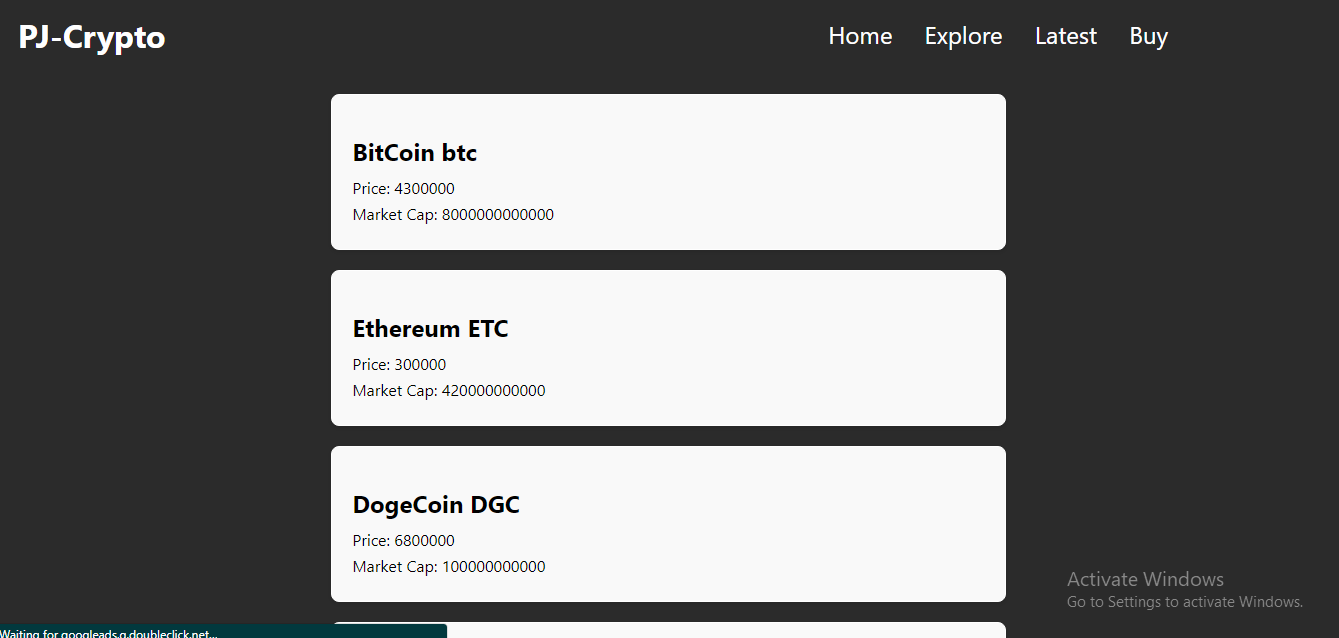 PJ-Crypto
Home Explore Latest Buy
BitCoin btc
Price: 4300000
Market Cap: 8000000000000
Ethereum ETC
Price: 300000
Market Cap: 420000000000
DogeCoin DGC
Price: 6800000
Market Cap: 100000000000
Activate Windows
Go to Settings to activate Windows.
Waiting for googleads.g.doubleclick.net...